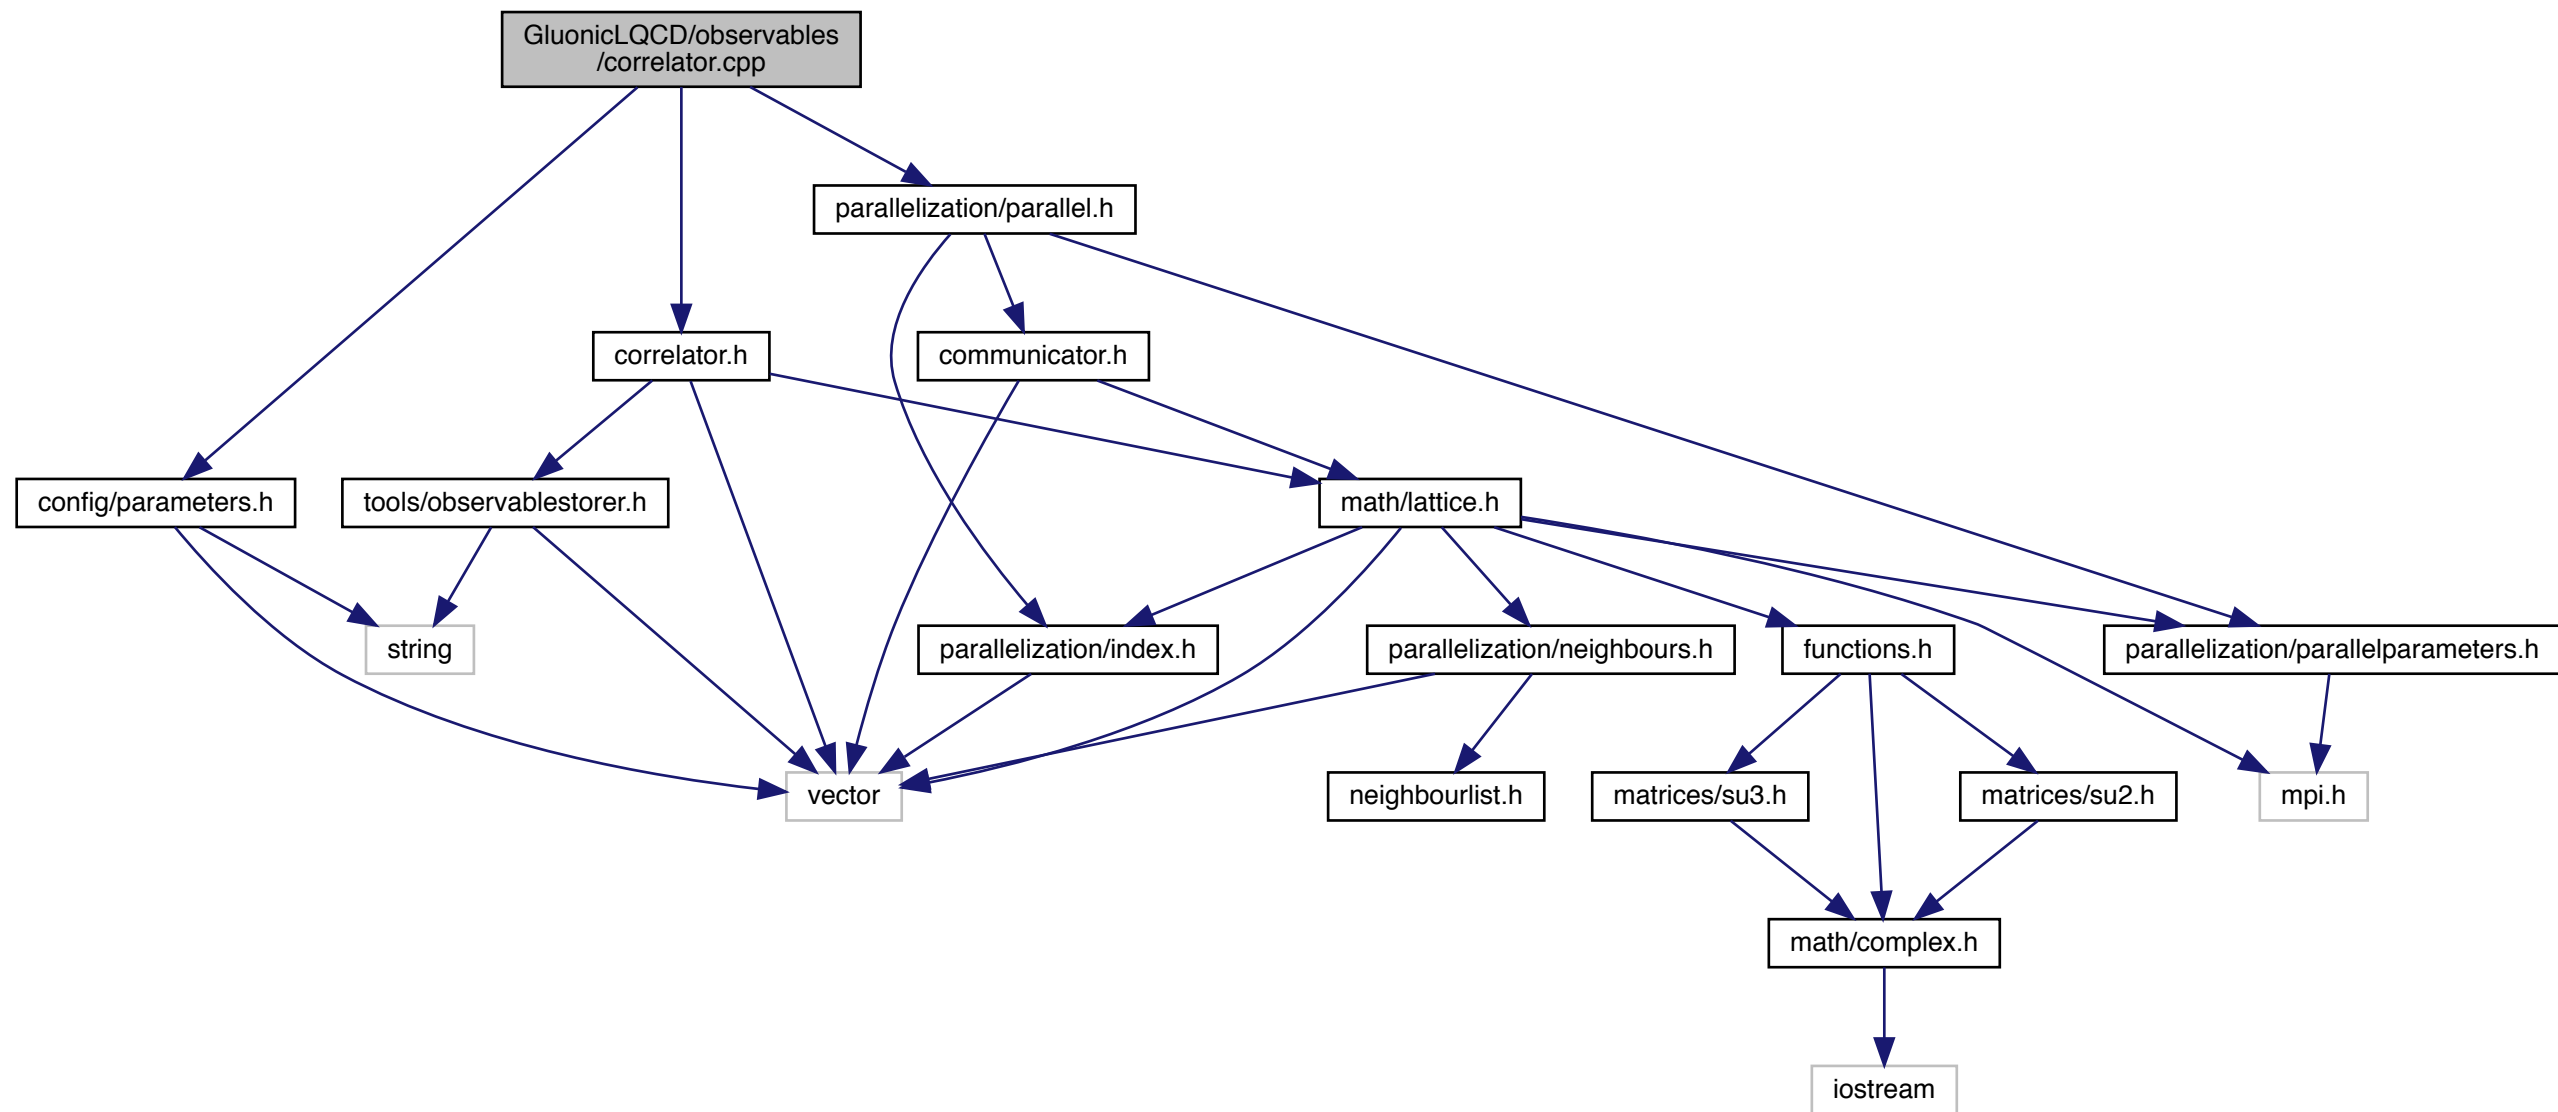 GluonicLQCD/observables
/correlator.cpp
parallelization/parallel.h
correlator.h
communicator.h
config/parameters.h
tools/observablestorer.h
math/lattice.h
string
parallelization/index.h
parallelization/neighbours.h
functions.h
parallelization/parallelparameters.h
vector
neighbourlist.h
matrices/su3.h
matrices/su2.h
mpi.h
math/complex.h
iostream